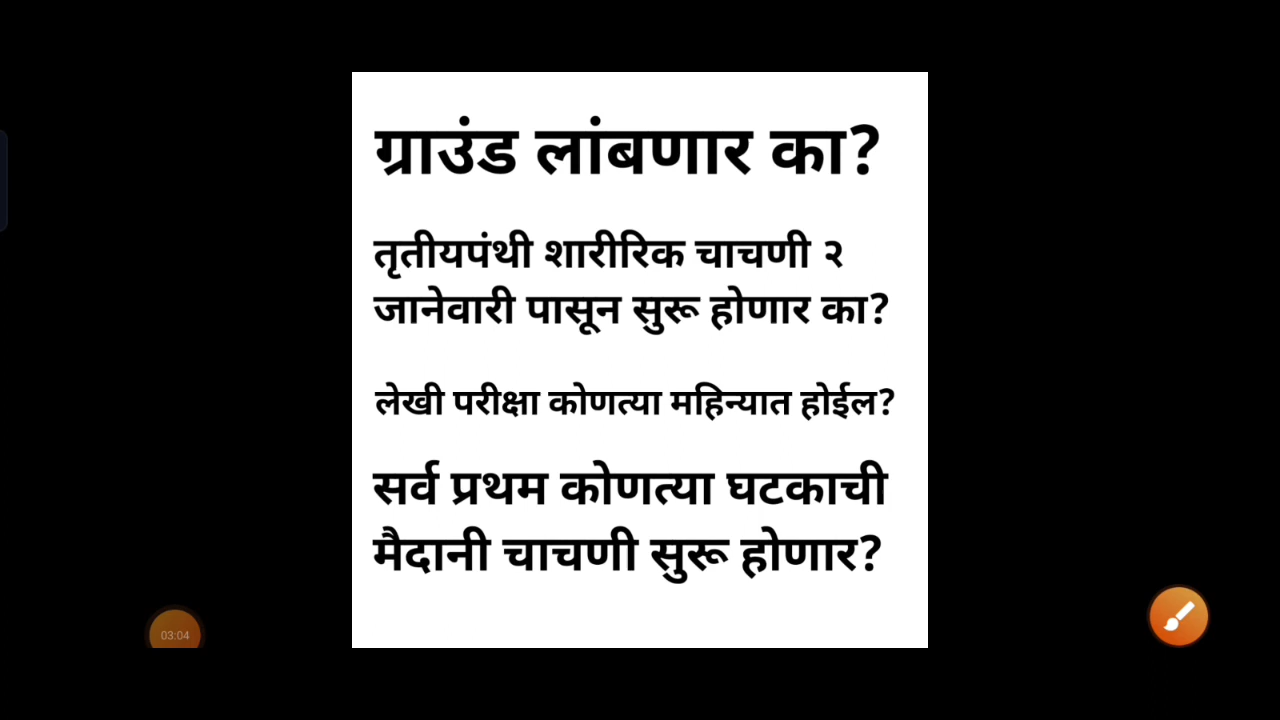 ग्राउंड लांबणार का?
तृतीयपंथी शारीरिक चाचणी २
जानेवारी पासून सुरू होणार का?
लेखी परीक्षा कोणत्या महिन्यात होईल?
सर्व प्रथम कोणत्या घटकाची
मैदानी चाचणी सुरू होणार?
03:04